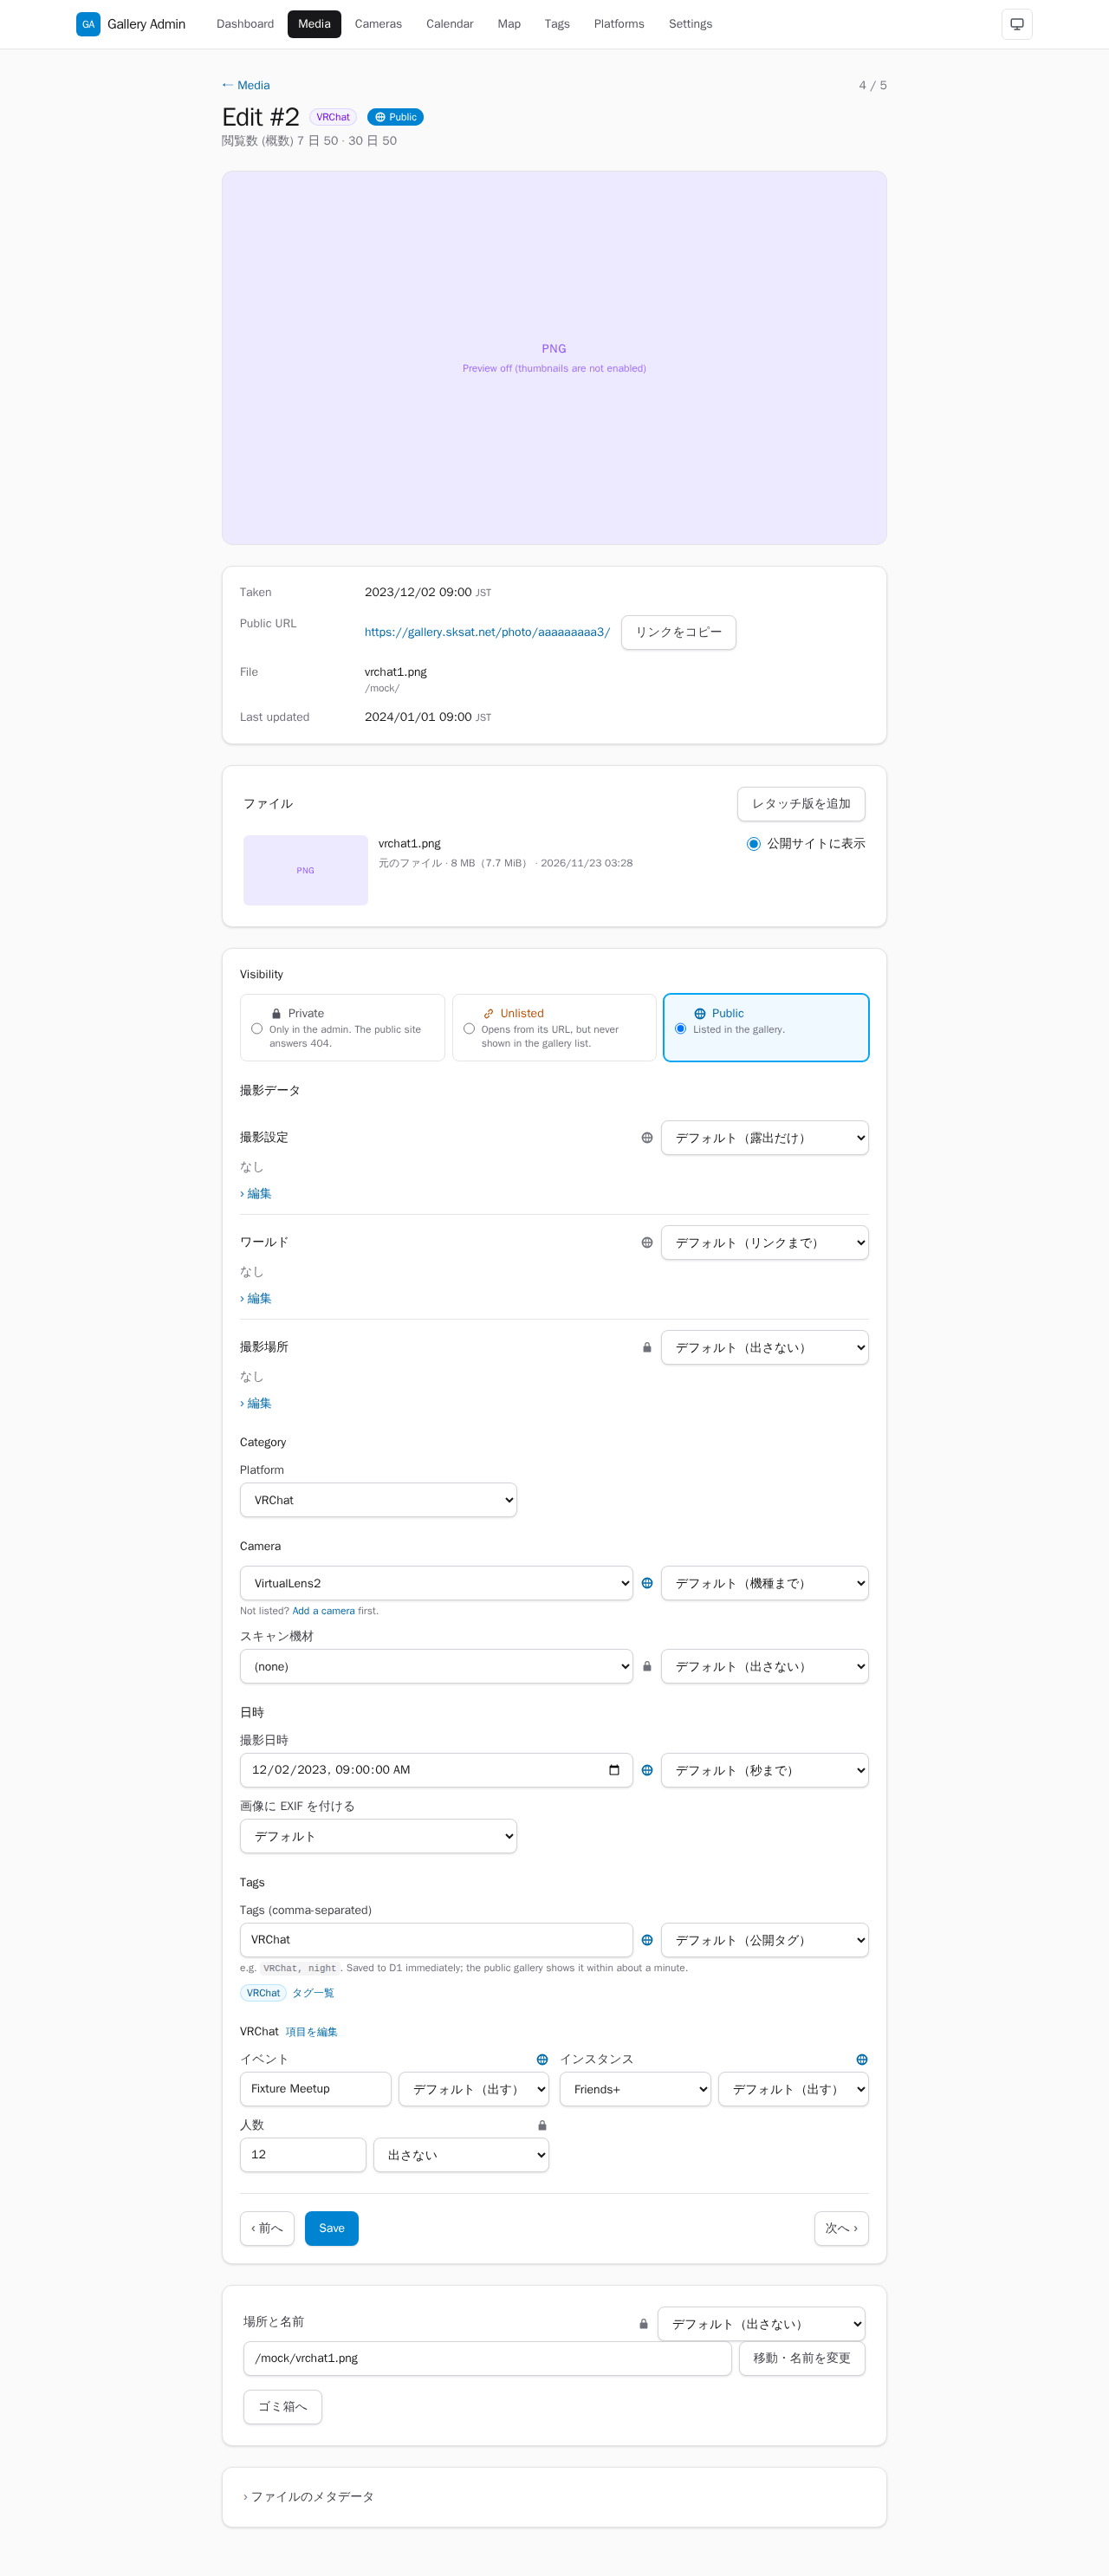 GA Gallery Admin Dashboard Media Cameras Calendar Map Tags Platforms Settings
← Media 4 / 5
Edit #2 VRChat Public
閲覧数 (概数) 7 日 50 · 30 日 50
PNG
Preview off (thumbnails are not enabled)
Taken 2023/12/02 09:00 JST
Public URL https://gallery.sksat.net/photo/aaaaaaaaa3/ リンクをコピー
File vrchat1.png
/mock/
Last updated 2024/01/01 09:00 JST
ファイル レタッチ版を追加
PNG vrchat1.png 公開サイトに表示
元のファイル · 8 MB（7.7 MiB） · 2026/11/23 03:28
Visibility
Private
Only in the admin. The public site
answers 404.
Unlisted
Opens from its URL, but never
shown in the gallery list.
Public
Listed in the gallery.
撮影データ
撮影設定 デフォルト（露出だけ）
なし
› 編集
ワールド デフォルト（リンクまで）
なし
› 編集
撮影場所 デフォルト（出さない）
なし
› 編集
Category
Platform
VRChat
Camera
VirtualLens2 デフォルト（機種まで）
Not listed? Add a camera first.
スキャン機材
(none) デフォルト（出さない）
日時
撮影日時
12/02/2023, 09:00:00 AM デフォルト（秒まで）
画像に EXIF を付ける
デフォルト
Tags
Tags (comma-separated)
VRChat デフォルト（公開タグ）
e.g. VRChat, night. Saved to D1 immediately; the public gallery shows it within about a minute.
VRChat タグ一覧
VRChat 項目を編集
イベント インスタンス
Fixture Meetup デフォルト（出す） Friends+ デフォルト（出す）
人数
12 出さない
‹ 前へ Save 次へ ›
場所と名前 デフォルト（出さない）
/mock/vrchat1.png 移動・名前を変更
ゴミ箱へ
› ファイルのメタデータ